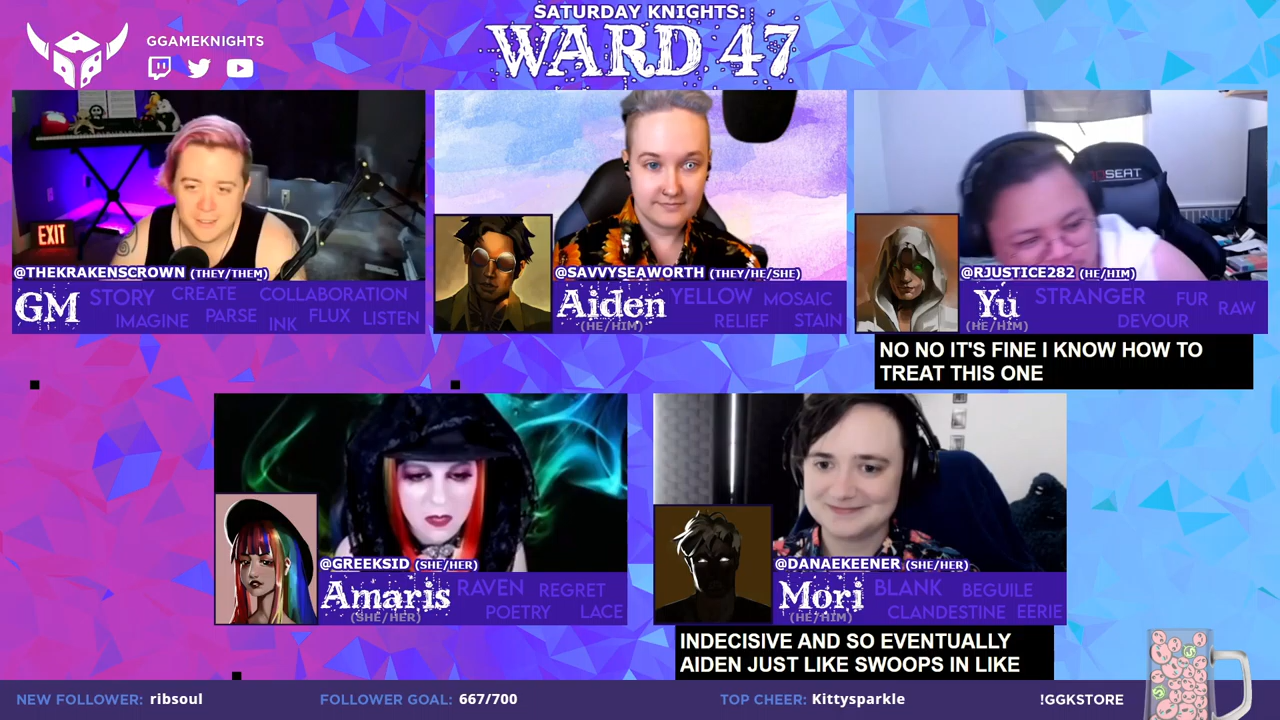 SATURDAY KNIGHTS:
WARD 47
GGAMEKNIGHTS
EXIT
@THEKRAKENSCROWN (THEY/THEM)
GM
STORY CREATE COLLABORATION
IMAGINE PARSE INK FLUX LISTEN
@SAVVYSEAWORTH (THEY/HE/SHE)
Aiden
(HE/HIM)
YELLOW MOSAIC
RELIEF STAIN
@RJUSTICE282 (HE/HIM)
Yu
(HE/HIM)
STRANGER FUR RAW
DEVOUR
NO NO IT'S FINE I KNOW HOW TO
TREAT THIS ONE
@GREEKSID (SHE/HER)
Amaris
(SHE/HER)
RAVEN REGRET
POETRY LACE
@DANAEKEENER (SHE/HER)
Mori
(HE/HIM)
BLANK BEGUILE
CLANDESTINE EERIE
INDECISIVE AND SO EVENTUALLY
AIDEN JUST LIKE SWOOPS IN LIKE
NEW FOLLOWER: ribsoul FOLLOWER GOAL: 667/700 TOP CHEER: Kittysparkle !GGKSTORE